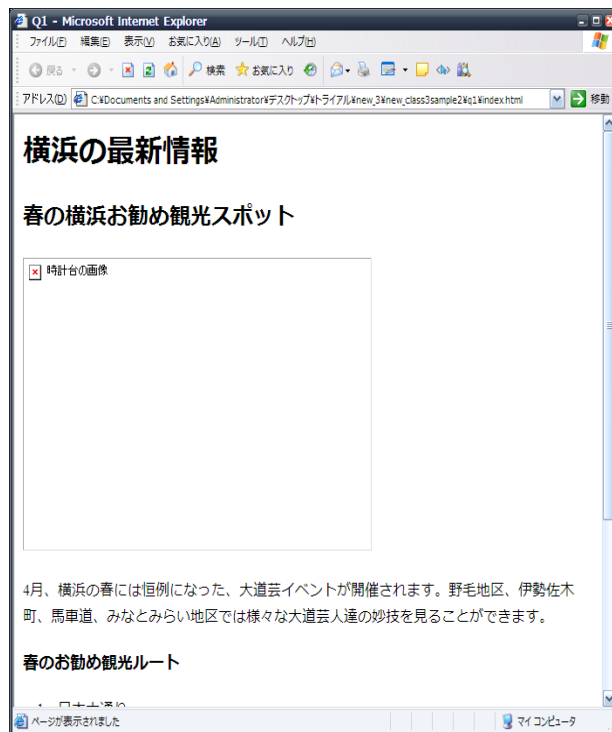 Q1 - Microsoft Internet Explorer
ファイル(F) 編集(E) 表示(V) お気に入り(A) ツール(T) ヘルプ(H)
戻る 検索 お気に入り
アドレス(D) C:¥Documents and Settings¥Administrator¥デスクトップ¥トライアル¥new_3¥new_class3sample2¥q1¥index.html 移動
横浜の最新情報
春の横浜お勧め観光スポット
時計台の画像
4月、横浜の春には恒例になった、大道芸イベントが開催されます。野毛地区、伊勢佐木
町、馬車道、みなとみらい地区では様々な大道芸人達の妙技を見ることができます。
春のお勧め観光ルート
1. 日本大通り
ページが表示されました マイ コンピュータ